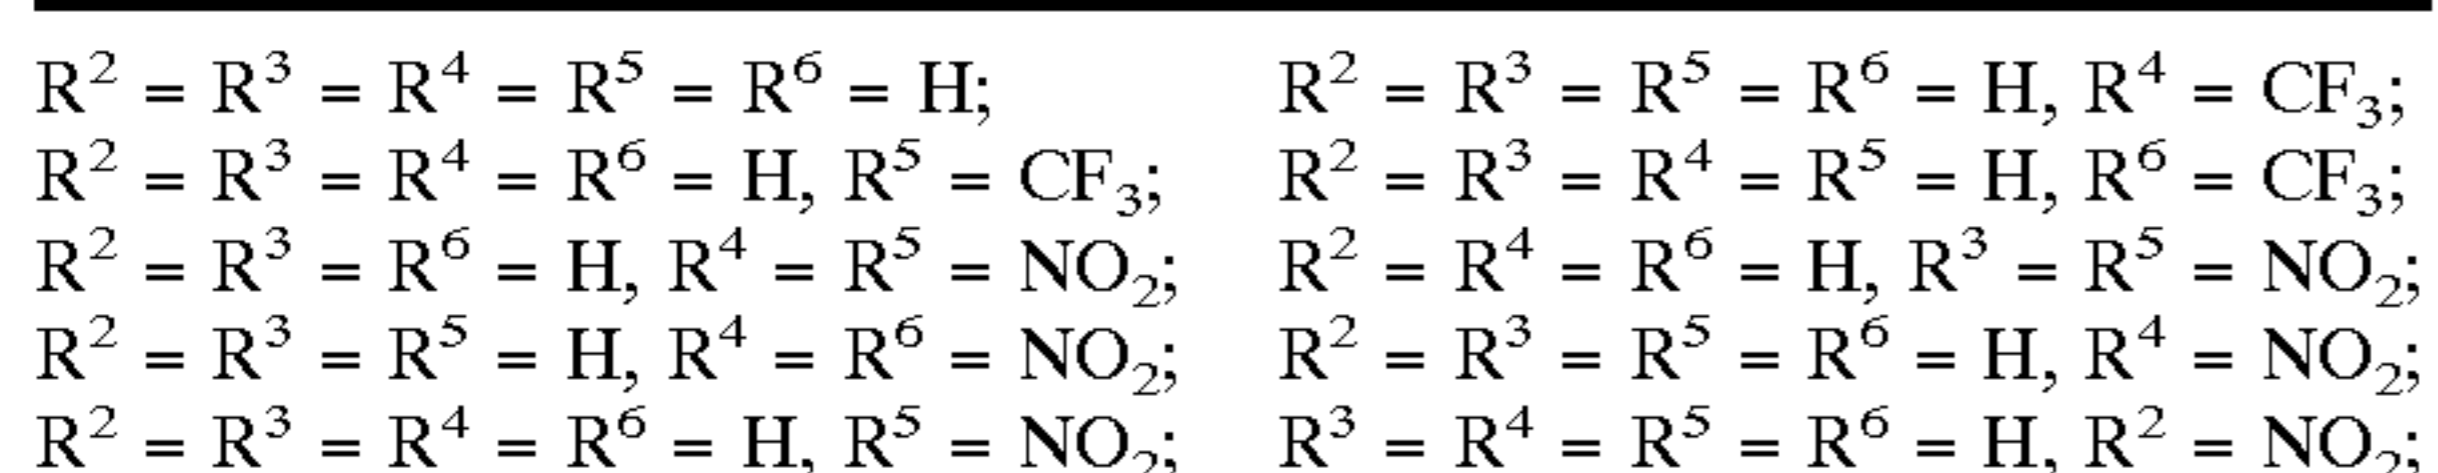 R² = R³ = R⁴ = R⁵ = R⁶ = H; R² = R³ = R⁵ = R⁶ = H, R⁴ = CF₃;
R² = R³ = R⁴ = R⁶ = H, R⁵ = CF₃; R² = R³ = R⁴ = R⁵ = H, R⁶ = CF₃;
R² = R³ = R⁶ = H, R⁴ = R⁵ = NO₂; R² = R⁴ = R⁶ = H, R³ = R⁵ = NO₂;
R² = R³ = R⁵ = H, R⁴ = R⁶ = NO₂; R² = R³ = R⁵ = R⁶ = H, R⁴ = NO₂;
R² = R³ = R⁴ = R⁶ = H, R⁵ = NO₂; R³ = R⁴ = R⁵ = R⁶ = H, R² = NO₂;